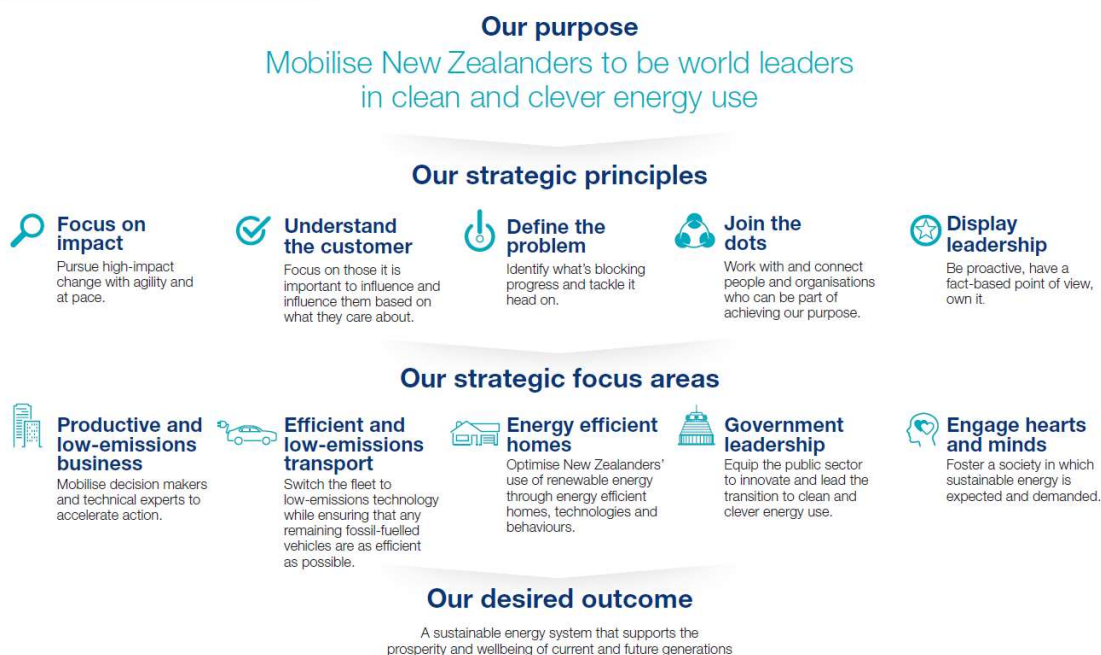 Our purpose
Mobilise New Zealanders to be world leaders
in clean and clever energy use
Our strategic principles
Focus on
impact
Pursue high-impact
change with agility and
at pace.
Understand
the customer
Focus on those it is
important to influence and
influence them based on
what they care about.
Define the
problem
Identify what's blocking
progress and tackle it
head on.
Join the
dots
Work with and connect
people and organisations
who can be part of
achieving our purpose.
Display
leadership
Be proactive, have a
fact-based point of view,
own it.
Our strategic focus areas
Productive and
low-emissions
business
Mobilise decision makers
and technical experts to
accelerate action.
Efficient and
low-emissions
transport
Switch the fleet to
low-emissions technology
while ensuring that any
remaining fossil-fuelled
vehicles are as efficient
as possible.
Energy efficient
homes
Optimise New Zealanders'
use of renewable energy
through energy efficient
homes, technologies and
behaviours.
Government
leadership
Equip the public sector
to innovate and lead the
transition to clean and
clever energy use.
Engage hearts
and minds
Foster a society in which
sustainable energy is
expected and demanded.
Our desired outcome
A sustainable energy system that supports the
prosperity and wellbeing of current and future generations